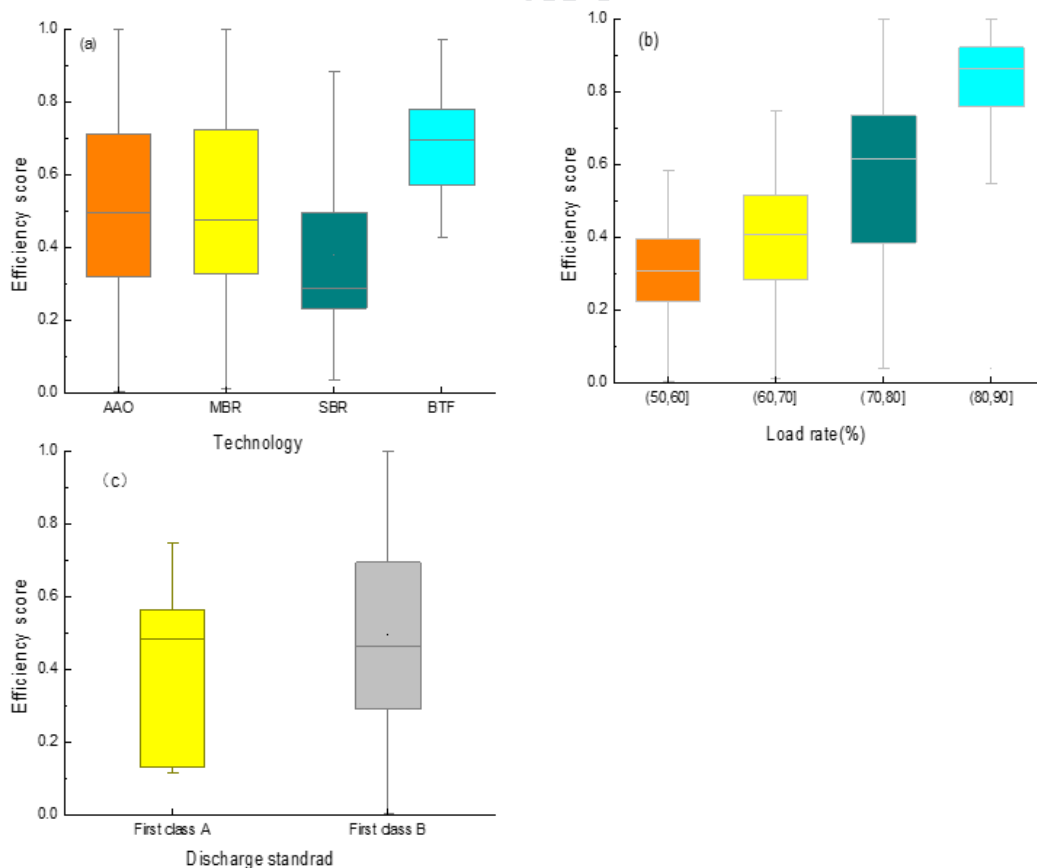 (a)
1.0
0.8
0.6
0.4
0.2
0.0
Efficiency score
AAO MBR SBR BTF
Technology
(b)
1.0
0.8
0.6
0.4
0.2
0.0
Efficiency score
(50,60] (60,70] (70,80] (80,90]
Load rate(%)
（c）
1.0
0.8
0.6
0.4
0.2
0.0
Efficiency score
First class A First class B
Discharge standrad